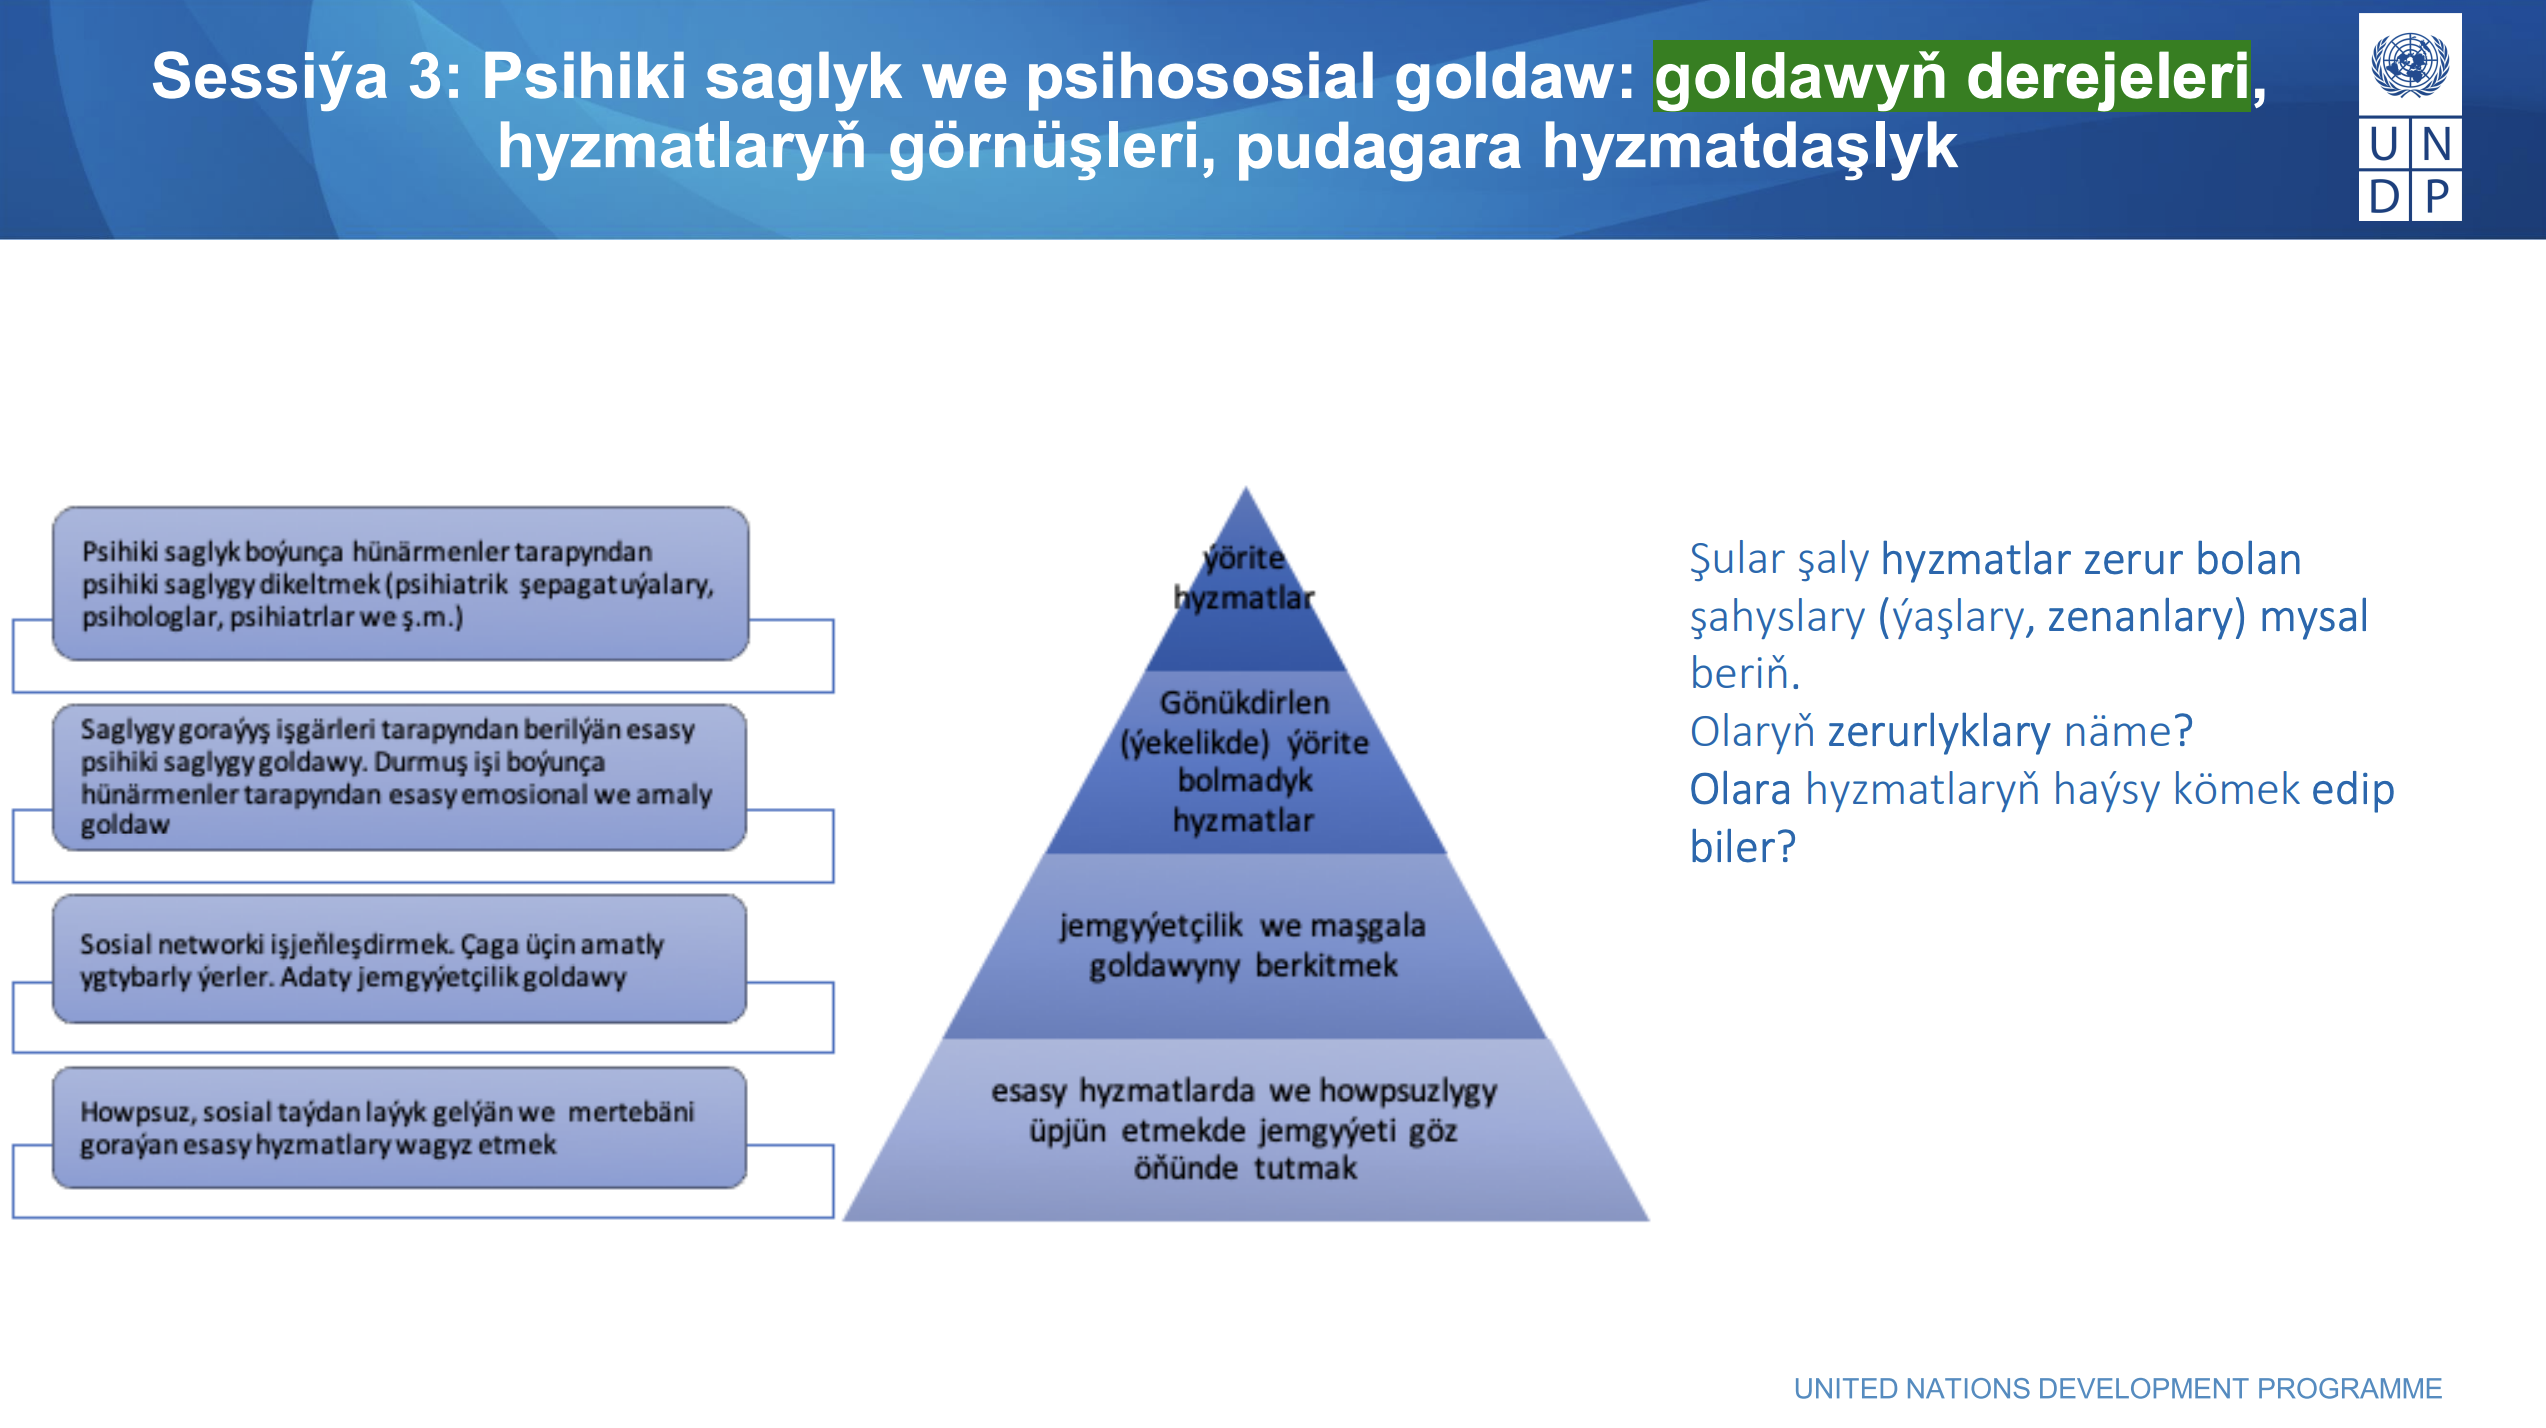 Sessiýa 3: Psihiki saglyk we psihososial goldaw: goldawyň derejeleri,
hyzmatlaryň görnüşleri, pudagara hyzmatdaşlyk
U N
D P
Psihiki saglyk boýunça hünärmenler tarapyndan
psihiki saglygy dikeltmek (psihiatrik şepagat uýalary,
psihologlar, psihiatrlar we ş.m.)
Saglygy goraýyş işgärleri tarapyndan berilýän esasy
psihiki saglygy goldawy. Durmuş işi boýunça
hünärmenler tarapyndan esasy emosional we amaly
goldaw
Sosial networki işjeňleşdirmek. Çaga üçin amatly
ygtybarly ýerler. Adaty jemgyýetçilik goldawy
Howpsuz, sosial taýdan laýyk gelýän we mertebäni
goraýan esasy hyzmatlary wagyz etmek
ýörite
hyzmatlar
Gönükdirlen
(ýekelikde) ýörite
bolmadyk
hyzmatlar
jemgyýetçilik we maşgala
goldawyny berkitmek
esasy hyzmatlarda we howpsuzlygy
üpjün etmekde jemgyýeti göz
öňünde tutmak
Şular şaly hyzmatlar zerur bolan
şahyslary (ýaşlary, zenanlary) mysal
beriň.
Olaryň zerurlyklary näme?
Olara hyzmatlaryň haýsy kömek edip
biler?
UNITED NATIONS DEVELOPMENT PROGRAMME